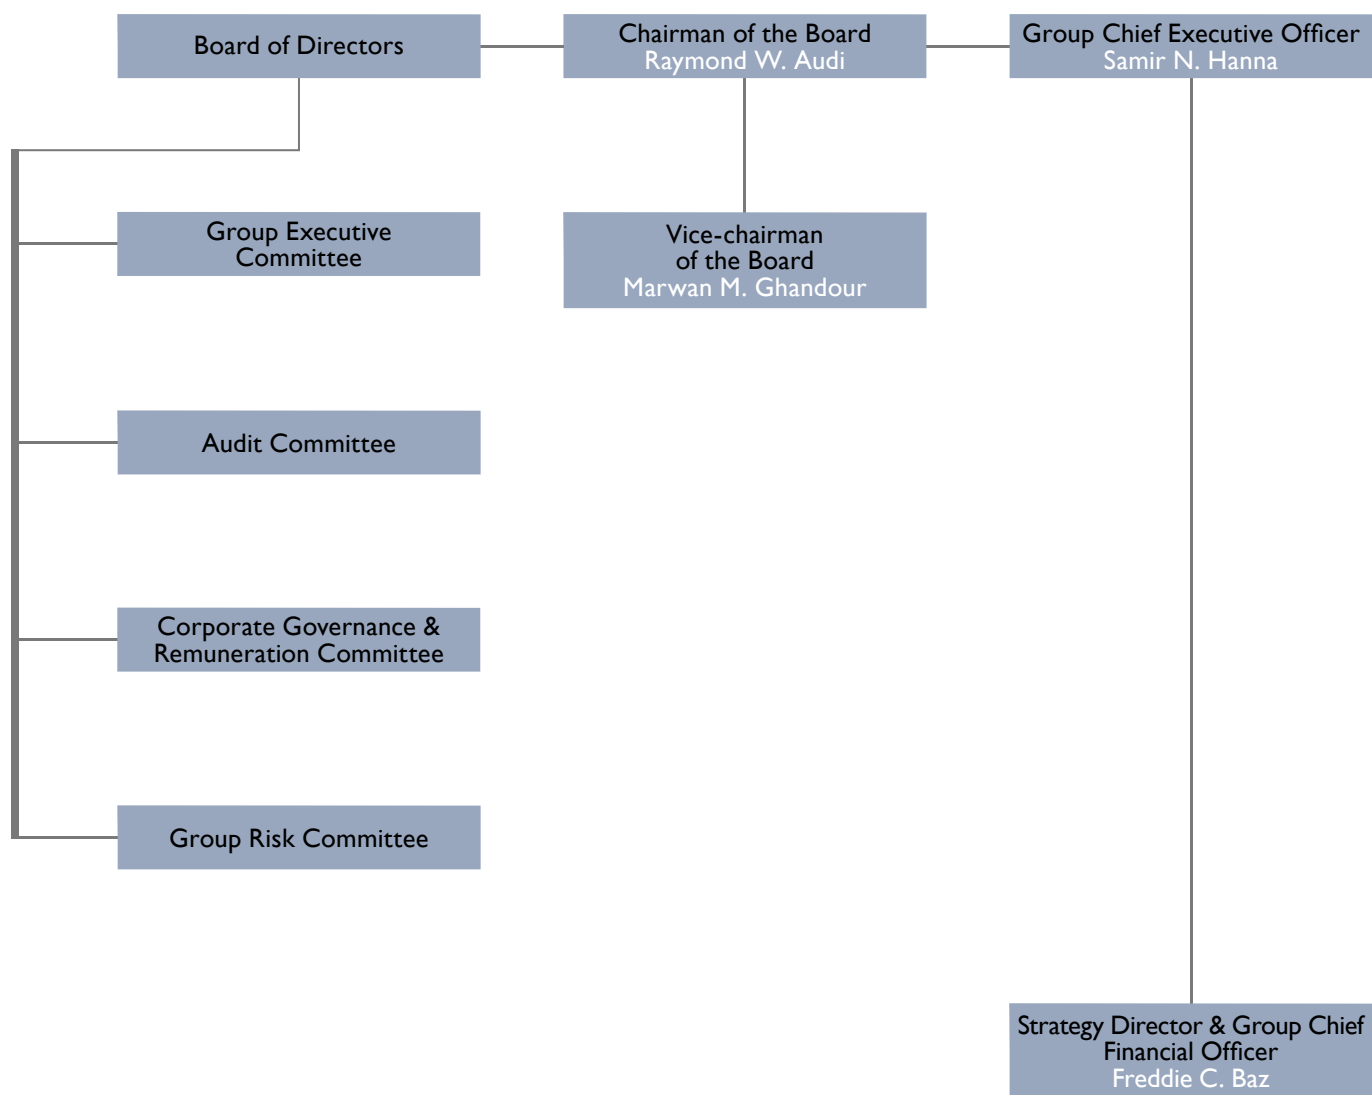 Board of Directors
Chairman of the Board
Raymond W. Audi
Group Chief Executive Officer
Samir N. Hanna
Group Executive
Committee
Vice-chairman
of the Board
Marwan M. Ghandour
Audit Committee
Corporate Governance &
Remuneration Committee
Group Risk Committee
Strategy Director & Group Chief
Financial Officer
Freddie C. Baz